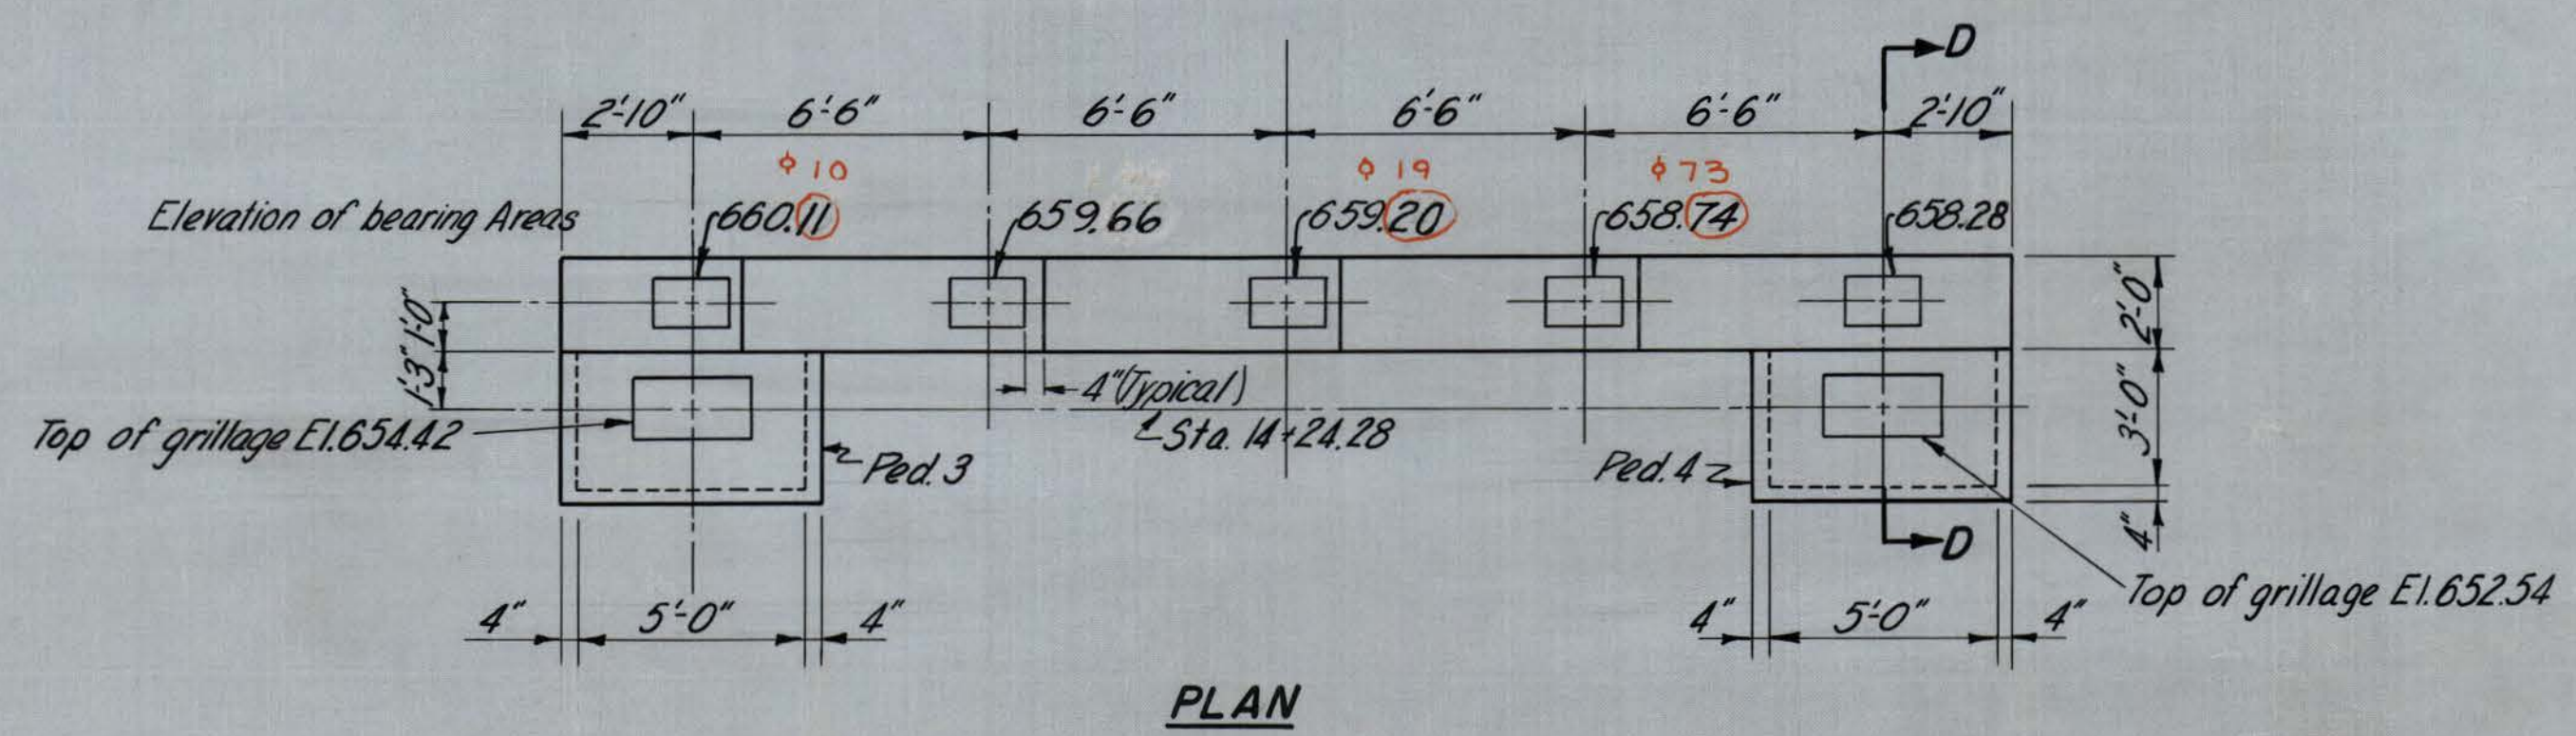 D
2'-10" 6'-6" 6'-6" 6'-6" 6'-6" 2'-10"
ϕ 10 ϕ 19 ϕ 73
Elevation of bearing Areas 660.11 659.66 659.20 658.74 658.28
1'-0" 2'-0"
1'-3" 3'-0"
4" (Typical)
Top of grillage El. 654.42 Sta. 14+24.28
Ped. 3 Ped. 4
4"
D
Top of grillage El. 652.54
4" 5'-0" 4" 4" 5'-0" 4"
PLAN